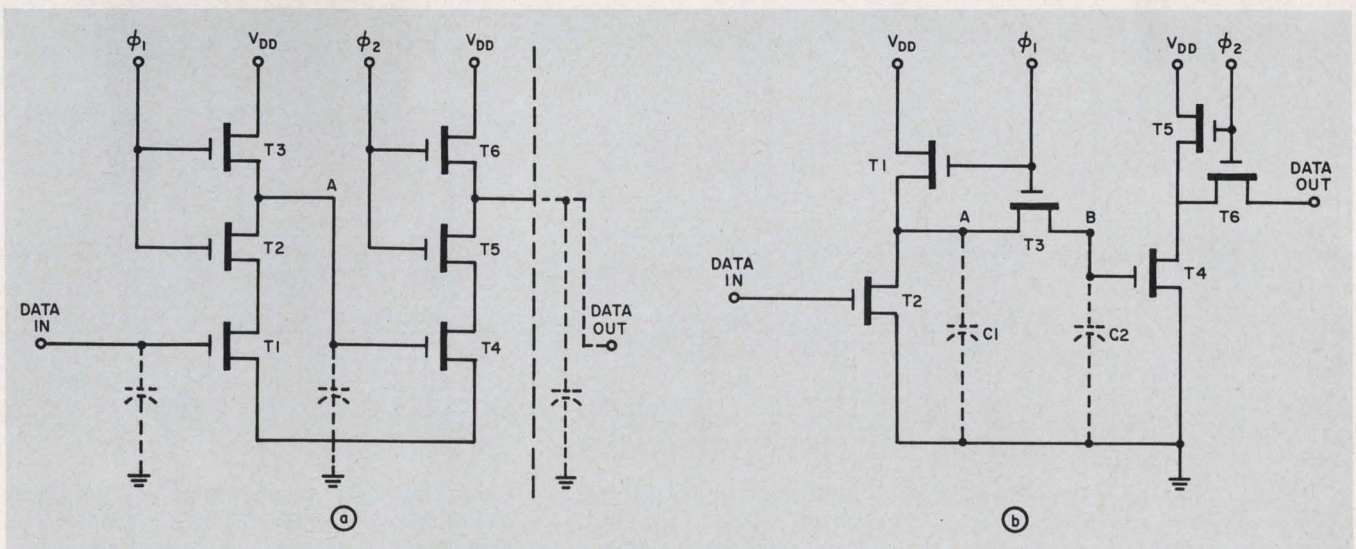 ϕ1 VDD ϕ2 VDD
T3
T6
A
T2
T5
DATA
IN
T1
T4
DATA
OUT
a
VDD
ϕ1
VDD ϕ2
T5
T1
DATA
OUT
A
T3
B
T6
DATA
IN
T2
T4
C1
C2
b